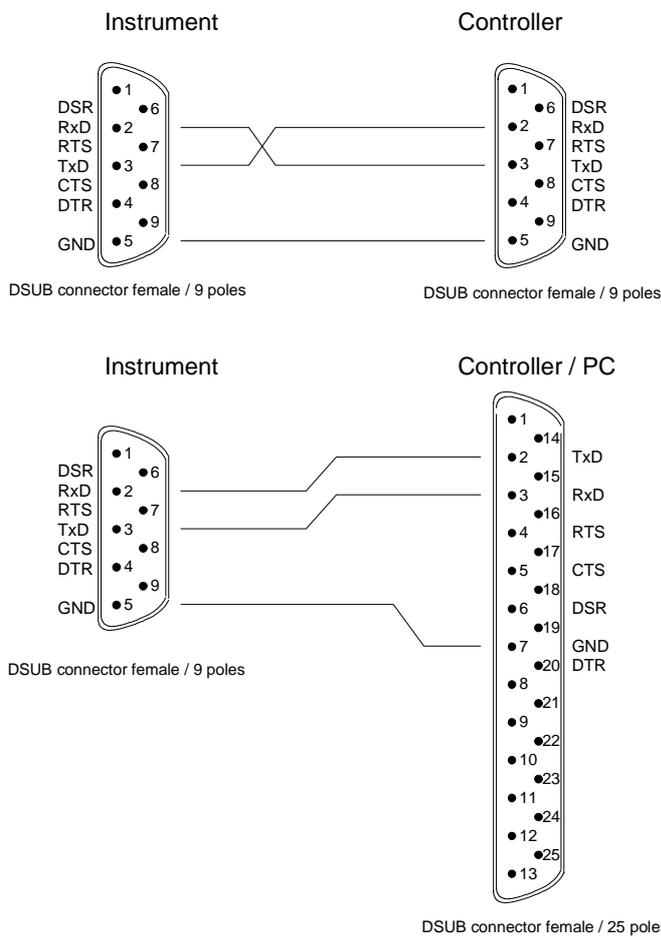 Instrument Controller
1 1
DSR 6 6 DSR
RxD 2 2 RxD
RTS 7 7 RTS
TxD 3 3 TxD
CTS 8 8 CTS
DTR 4 4 DTR
9 9
GND 5 5 GND
DSUB connector female / 9 poles
DSUB connector female / 9 poles
Instrument Controller / PC
1
14
2 TxD
15
3 RxD
16
4 RTS
17
5 CTS
18
6 DSR
19
7 GND
20 DTR
8
21
9
22
10
23
11
24
12
25
13
1
DSR 6
RxD 2
RTS 7
TxD 3
CTS 8
DTR 4
9
GND 5
DSUB connector female / 9 poles
DSUB connector female / 25 pole